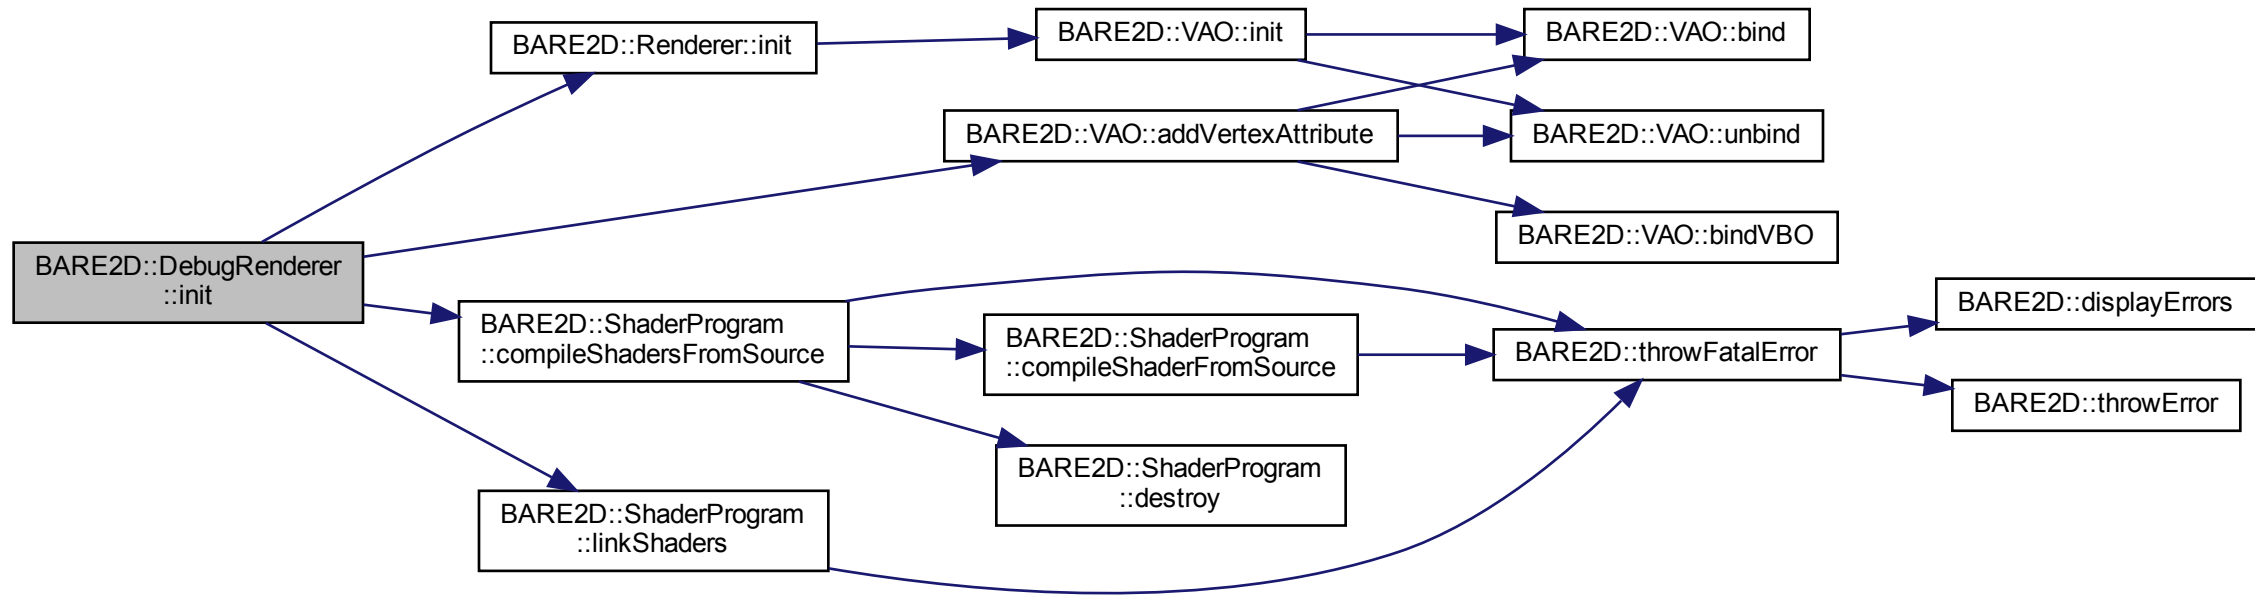 BARE2D::DebugRenderer
::init
BARE2D::Renderer::init
BARE2D::VAO::init
BARE2D::VAO::bind
BARE2D::VAO::addVertexAttribute
BARE2D::VAO::unbind
BARE2D::VAO::bindVBO
BARE2D::ShaderProgram
::compileShadersFromSource
BARE2D::ShaderProgram
::compileShaderFromSource
BARE2D::throwFatalError
BARE2D::displayErrors
BARE2D::throwError
BARE2D::ShaderProgram
::destroy
BARE2D::ShaderProgram
::linkShaders